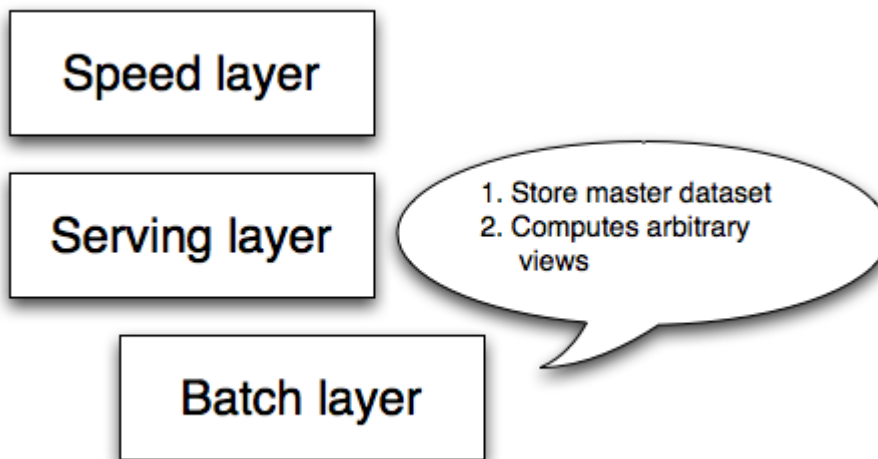 Speed layer
Serving layer
1. Store master dataset
2. Computes arbitrary
views
Batch layer